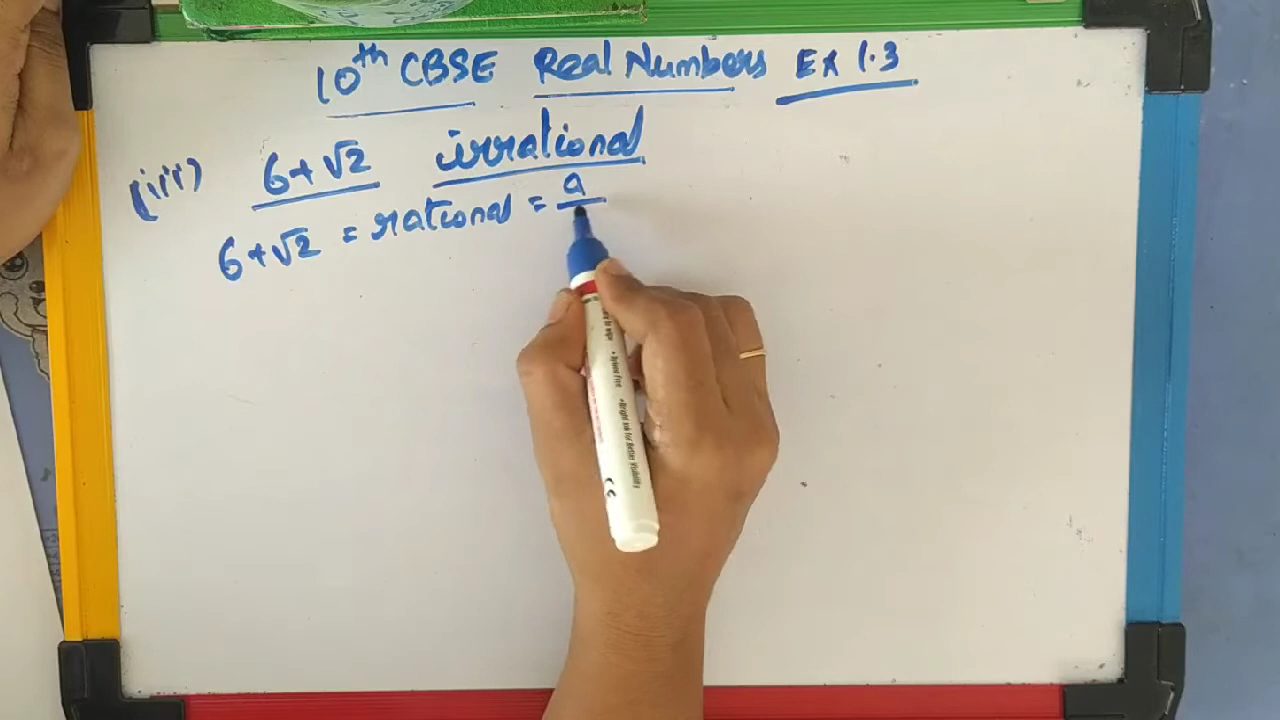 10th CBSE Real Numbers EX 1.3
(iii) 6+√2 irrational
6+√2 = rational = a